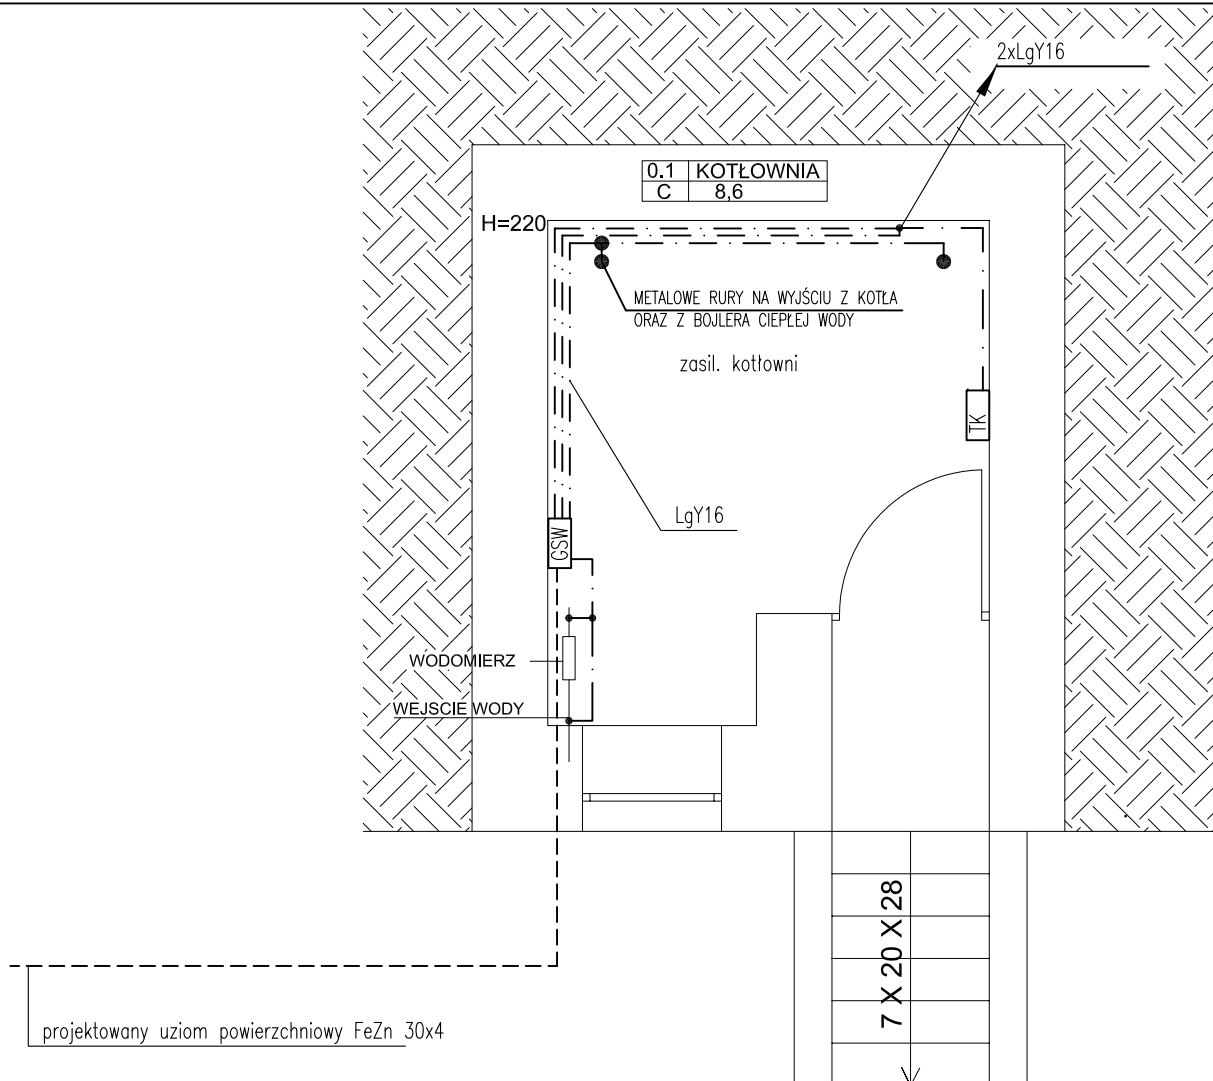 2xLgY16
0.1 KOTŁOWNIA
C 8,6
H=220
METALOWE RURY NA WYJŚCIU Z KOTŁA
ORAZ Z BOJLERA CIEPŁEJ WODY
zasil. kotłowni
TK
LgY16
GSW
WODOMIERZ
WEJSCIE WODY
7 X 20 X 28
projektowany uziom powierzchniowy FeZn 30x4